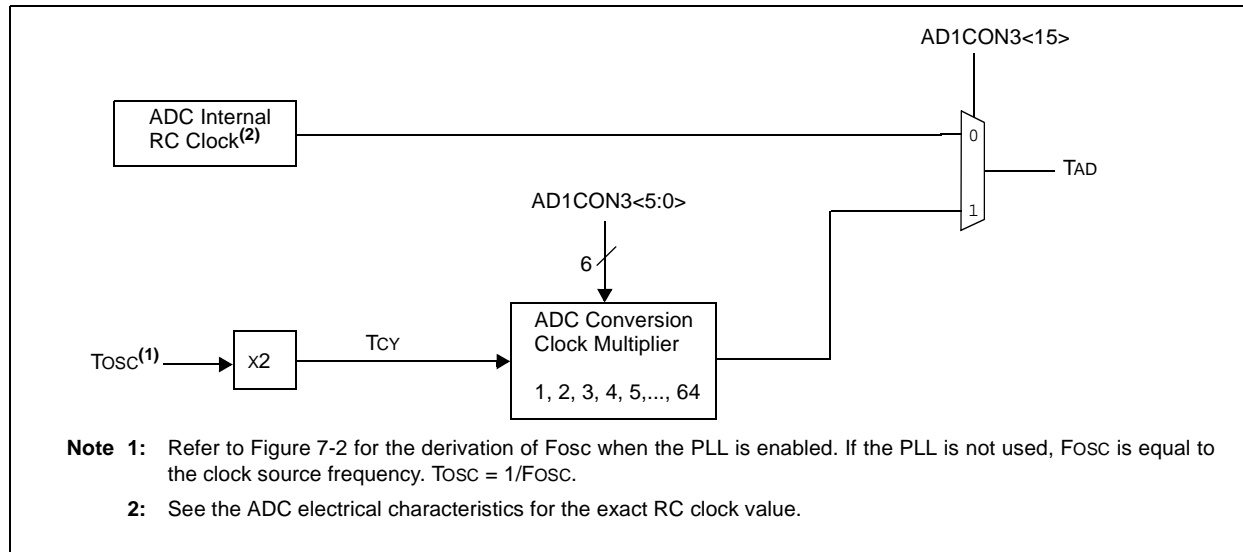 AD1CON3<15>
ADC Internal
RC Clock(2)
0
TAD
AD1CON3<5:0>
1
6
ADC Conversion
Clock Multiplier
TOSC(1)
X2
TCY
1, 2, 3, 4, 5,..., 64
Note 1: Refer to Figure 7-2 for the derivation of Fosc when the PLL is enabled. If the PLL is not used, FOSC is equal to
the clock source frequency. TOSC = 1/FOSC.
2: See the ADC electrical characteristics for the exact RC clock value.